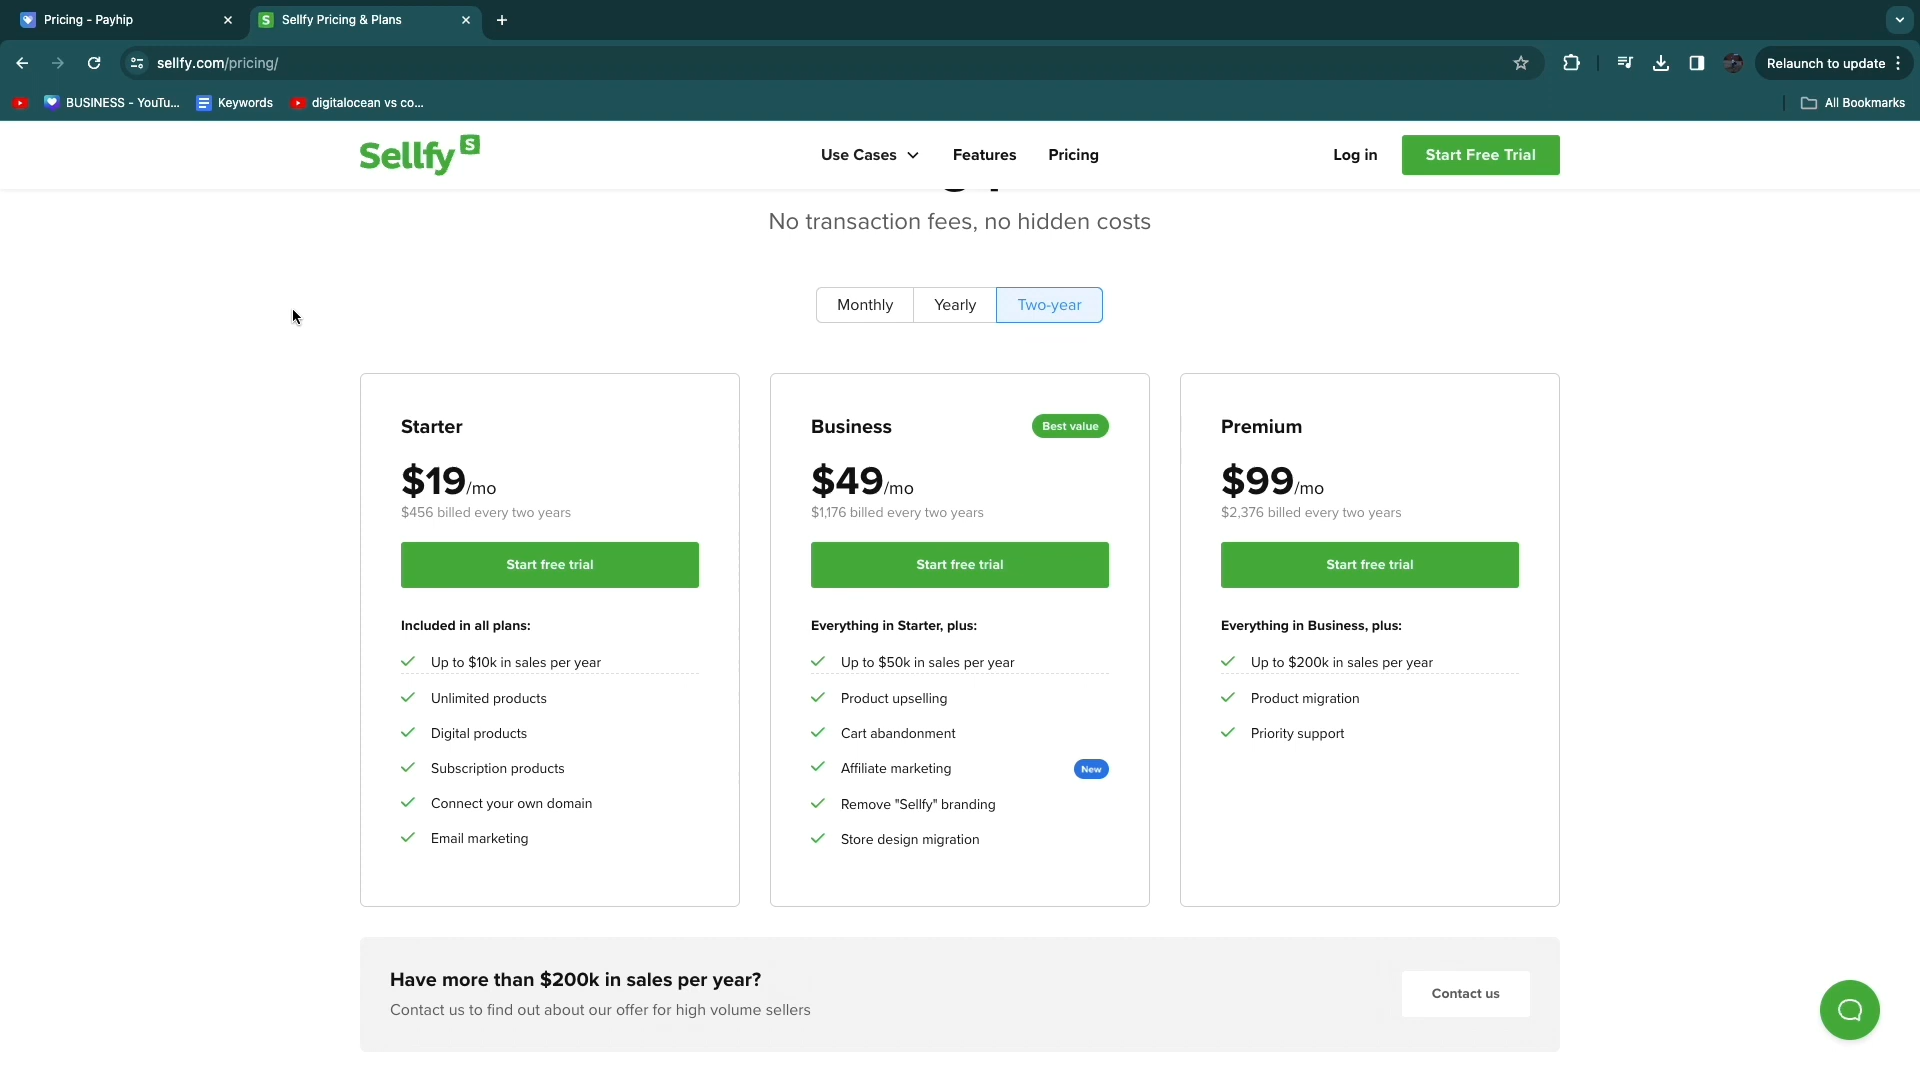 Pricing - Payhip
Sellfy Pricing & Plans
sellfy.com/pricing/
Relaunch to update
BUSINESS - YouTu...
Keywords
digitalocean vs co...
All Bookmarks
Sellfy S
Use Cases
Features
Pricing
Log in
Start Free Trial
No transaction fees, no hidden costs
Monthly
Yearly
Two-year
Starter
$19/mo
$456 billed every two years
Start free trial
Included in all plans:
Up to $10k in sales per year
Unlimited products
Digital products
Subscription products
Connect your own domain
Email marketing
Business
Best value
$49/mo
$1,176 billed every two years
Start free trial
Everything in Starter, plus:
Up to $50k in sales per year
Product upselling
Cart abandonment
Affiliate marketing
New
Remove "Sellfy" branding
Store design migration
Premium
$99/mo
$2,376 billed every two years
Start free trial
Everything in Business, plus:
Up to $200k in sales per year
Product migration
Priority support
Have more than $200k in sales per year?
Contact us to find out about our offer for high volume sellers
Contact us